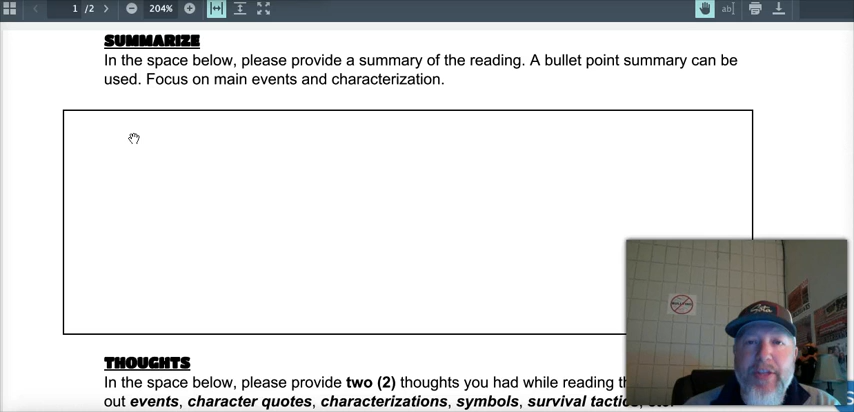 1 /2 204% ab
SUMMARIZE
In the space below, please provide a summary of the reading. A bullet point summary can be
used. Focus on main events and characterization.
THOUGHTS
In the space below, please provide two (2) thoughts you had while reading
out events, character quotes, characterizations, symbols, survival tactics,